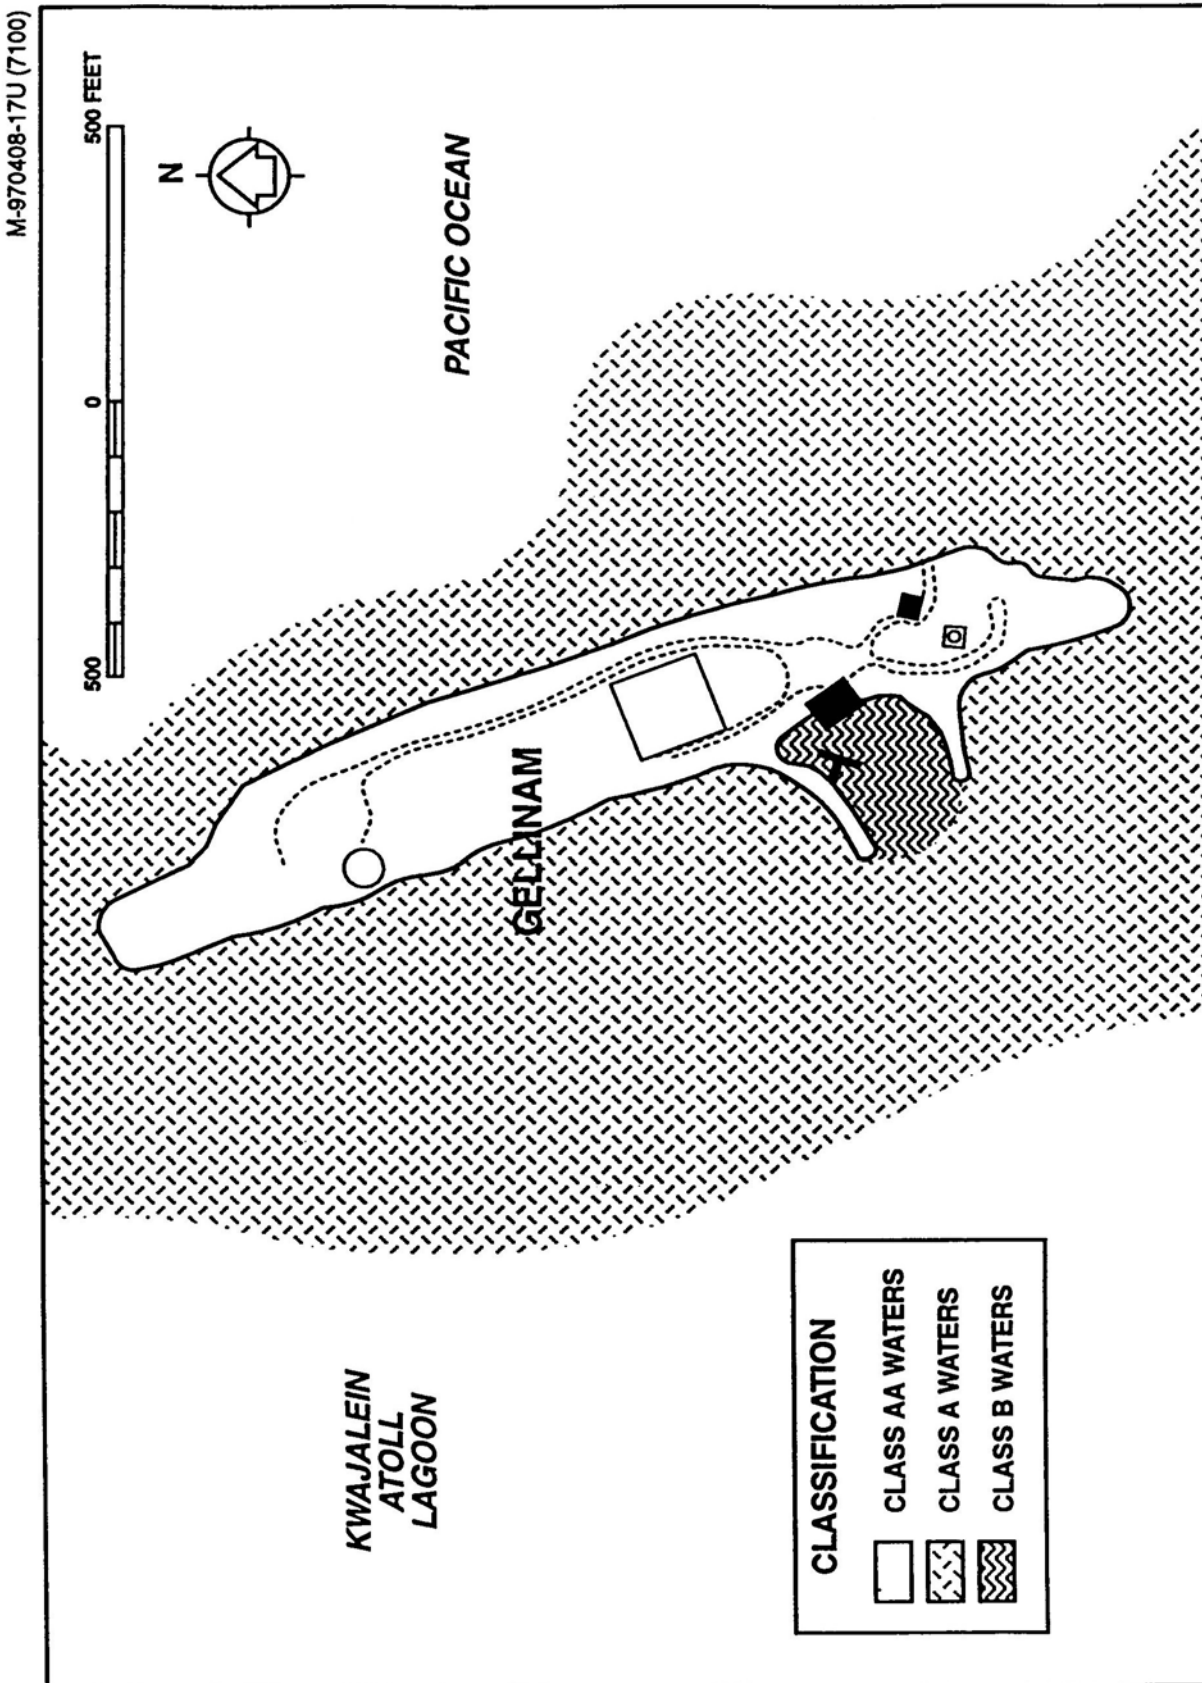 M-970408-17U (7100)
500
0
500 FEET
N
PACIFIC OCEAN
GELLINAM
KWAJALEIN
ATOLL
LAGOON
CLASSIFICATION
CLASS AA WATERS
CLASS A WATERS
CLASS B WATERS